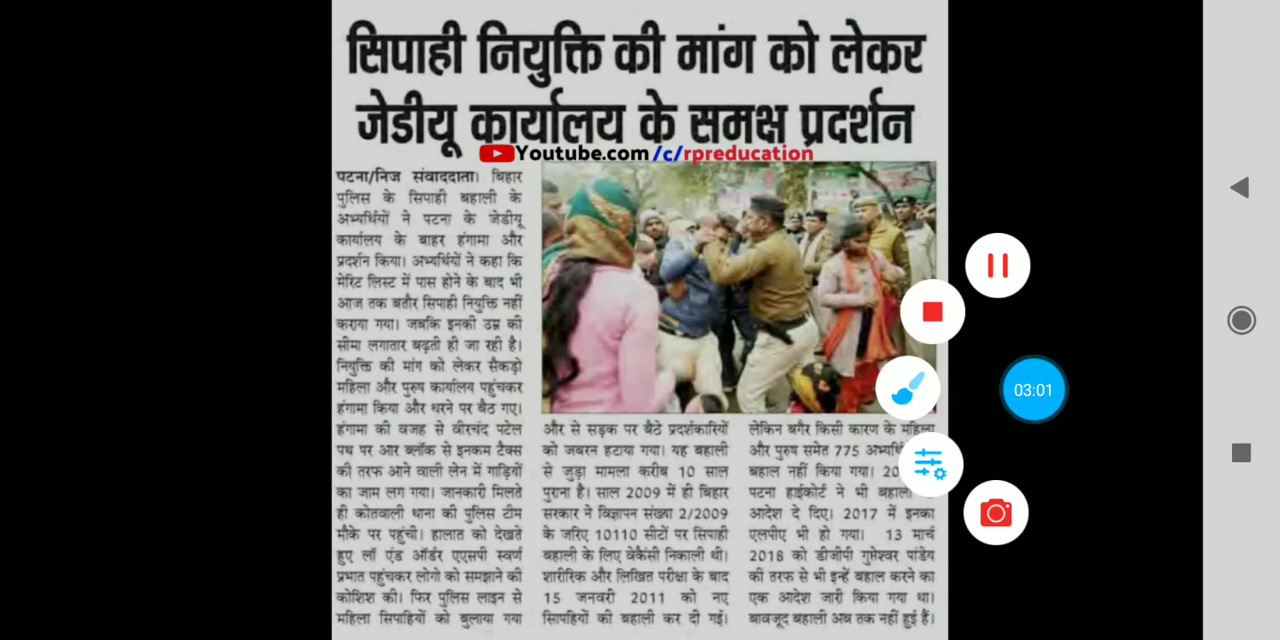 सिपाही नियुक्ति की मांग को लेकर
जेडीयू कार्यालय के समक्ष प्रदर्शन
Youtube.com/c/rpreducation
पटना/निज संवाददाता। बिहार
पुलिस के सिपाही बहाली के
अभ्यर्थियों ने पटना के जेडीयू
कार्यालय के बाहर हंगामा और
प्रदर्शन किया। अभ्यर्थियों ने कहा कि
मेरिट लिस्ट में पास होने के बाद भी
आज तक बतौर सिपाही नियुक्ति नहीं
कराया गया। जबकि इनकी उम्र की
सीमा लगातार बढ़ती ही जा रही है।
नियुक्ति की मांग को लेकर सैकड़ो
महिला और पुरुष कार्यालय पहुंचकर
हंगामा किया और धरने पर बैठ गए।
हंगामा की वजह से वीरचंद पटेल
पथ पर आर ब्लॉक से इनकम टैक्स
की तरफ आने वाली लेन में गाड़ियों
का जाम लग गया। जानकारी मिलते
ही कोतवाली थाना की पुलिस टीम
मौके पर पहुंची। हालात को देखते
हुए लॉ एंड ऑर्डर एएसपी स्वर्ण
प्रभात पहुंचकर लोगो को समझाने की
कोशिश की। फिर पुलिस लाइन से
महिला सिपाहियों को बुलाया गया
और से सड़क पर बैठे प्रदर्शकारियों
को जबरन हटाया गया। यह बहाली
से जुड़ा मामला करीब 10 साल
पुराना है। साल 2009 में ही बिहार
सरकार ने विज्ञापन संख्या 2/2009
के जरिए 10110 सीटों पर सिपाही
बहाली के लिए वेकैंसी निकाली थी।
शारीरिक और लिखित परीक्षा के बाद
15 जनवरी 2011 को नए
सिापहियों की बहाली कर दी गई।
लेकिन बगैर किसी कारण के महिला
और पुरुष समेत 775
बहाल नहीं किया गया।
पटना हाईकोर्ट ने भी बहाली
आदेश दे दिए। 2017 में इनका
एलपीए भी हो गया। 13 मार्च
2018 को डीजीपी गुप्तेश्वर पांडेय
की तरफ से भी इन्हें बहाल करने का
एक आदेश जारी किया गया था।
बावजूद बहाली अब तक नहीं हुई हैं।
03:01